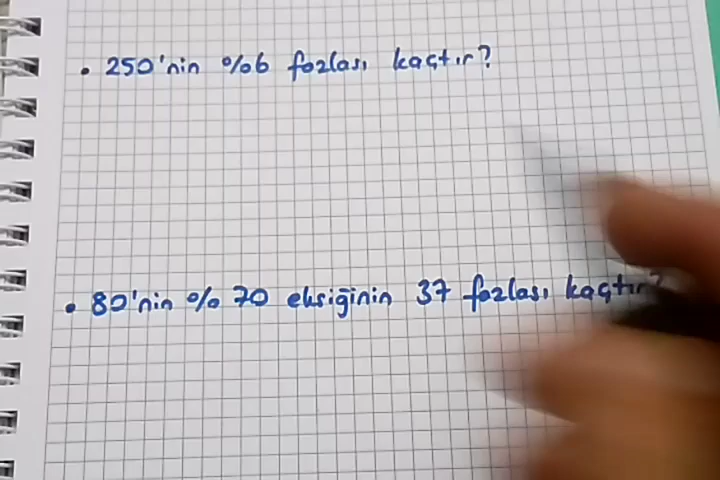 • 250'nin %6 fazlası kaçtır?
• 80'nin % 70 eksiğinin 37 fazlası kaçtır?